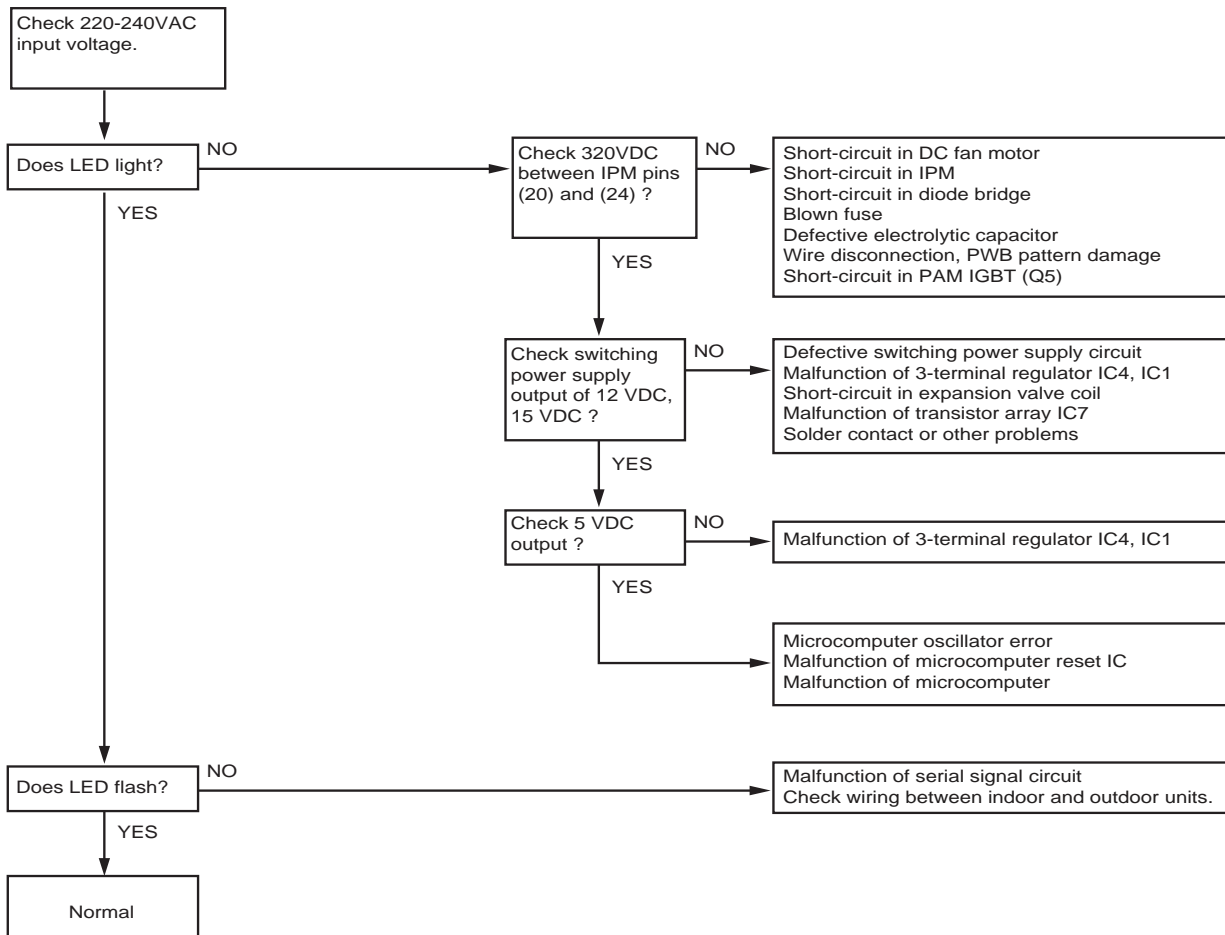 Check 220-240VAC
input voltage.
Does LED light?
NO
YES
Check 320VDC
between IPM pins
(20) and (24) ?
NO
YES
Short-circuit in DC fan motor
Short-circuit in IPM
Short-circuit in diode bridge
Blown fuse
Defective electrolytic capacitor
Wire disconnection, PWB pattern damage
Short-circuit in PAM IGBT (Q5)
Check switching
power supply
output of 12 VDC,
15 VDC ?
NO
YES
Defective switching power supply circuit
Malfunction of 3-terminal regulator IC4, IC1
Short-circuit in expansion valve coil
Malfunction of transistor array IC7
Solder contact or other problems
Check 5 VDC
output ?
NO
YES
Malfunction of 3-terminal regulator IC4, IC1
Microcomputer oscillator error
Malfunction of microcomputer reset IC
Malfunction of microcomputer
Does LED flash?
NO
YES
Malfunction of serial signal circuit
Check wiring between indoor and outdoor units.
Normal